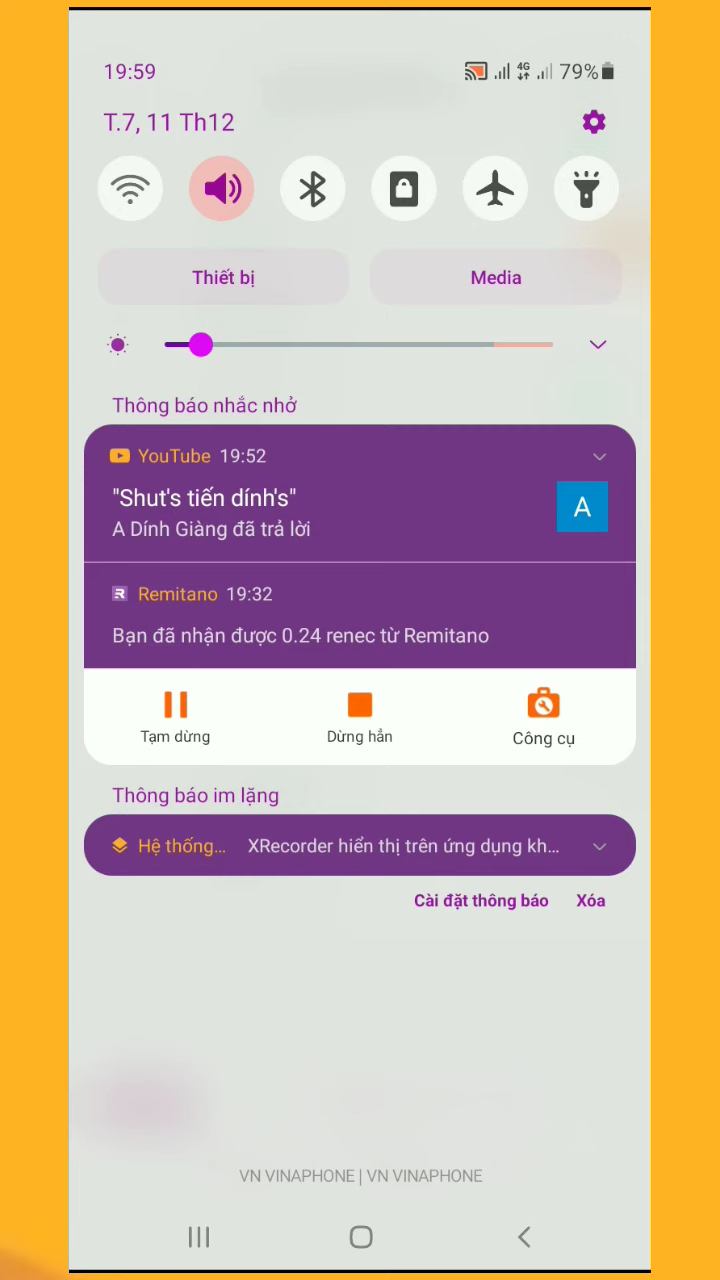 19:59
4G
79%
T.7, 11 Th12
Thiết bị
Media
Thông báo nhắc nhở
YouTube 19:52
"Shut's tiến dính's"
A Dính Giàng đã trả lời
A
Remitano 19:32
Bạn đã nhận được 0.24 renec từ Remitano
Tạm dừng
Dừng hẳn
Công cụ
Thông báo im lặng
Hệ thống... XRecorder hiển thị trên ứng dụng kh...
Cài đặt thông báo
Xóa
VN VINAPHONE | VN VINAPHONE